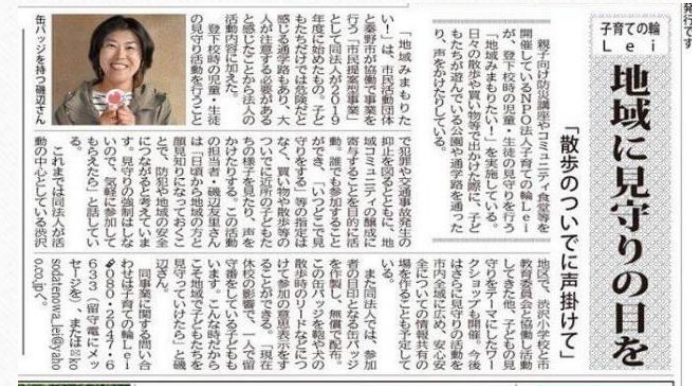 発行です
子育ての輪
Lei
地域に見守りの目を
「散歩のついでに声掛けて」
親子向け防災講座やコミュニティ食堂等を
開催しているNPO法人子育ての輪Lei
が、登下校時の児童・生徒の見守りを行う
「地域みまもりたい!」を実施している。
日々の散歩や買い物等で出かけた際に、子ど
もたちが遊んでいる公園や通学路を通った
り、声をかけたりしている。
「地域みまもりた
い!」は、市民活動団体
と秦野市が協働で事業を
行う「市民提案型事業」
として同法人が2019
年度に始めたもの。子ど
もたちだけでは危険だと
感じる通学路もあり、大
人が注意する必要がある
と感じたことから法人の
活動内容に加えた。
登下校時の児童・生徒
の見守り活動を行うこと
缶バッジを持つ磯辺さん
で犯罪や交通事故発生の
抑止を図るとともに、地
域コミュニティの醸成に
寄与することを目的に活
動。誰でも参加すること
ができ、「いつどこで見
守りをする」等の指定は
なく、買い物や散歩等の
ついでに近所の子どもた
ちの様子を見たり、声を
かけたりする。この活動
の担当者・磯辺友里さん
は「日頃から地域の方と
顔見知りになっておくこ
とで、防犯や地域の安全
につながると考えていま
す。見守りの強制はしな
いので、気軽に参加して
もらえたら」と話してい
る。
これまでは同法人が活
動の中心としている渋沢
地区で、渋沢小学校と市
教育委員会と協働し活動
してきた他、子どもの見
守りをテーマにしたワー
クショップも開催。今後
はさらに見守りの活動を
市内全域に広め、安心安
全についての情報共有の
場を作ることも予定して
いる。
また同法人では、参加
者の目印となる缶バッジ
を作製し、無償で配布。
この缶バッジを鞄や犬の
散歩時のリードなどにつ
けて参加の意思表示をす
ることができる。「現在
休校の影響で、一人で留
守番をしている子どもも
います。こんな時だから
こそ地域で子どもたちを
見守っていけたら」と磯
辺さん。
同事業に関する問い合
わせは子育ての輪Lei
☎080・2047・6
633(留守電にメッ
セージを)、または✉ko
sodatenowa_lei@yaho
o.co.jpへ。